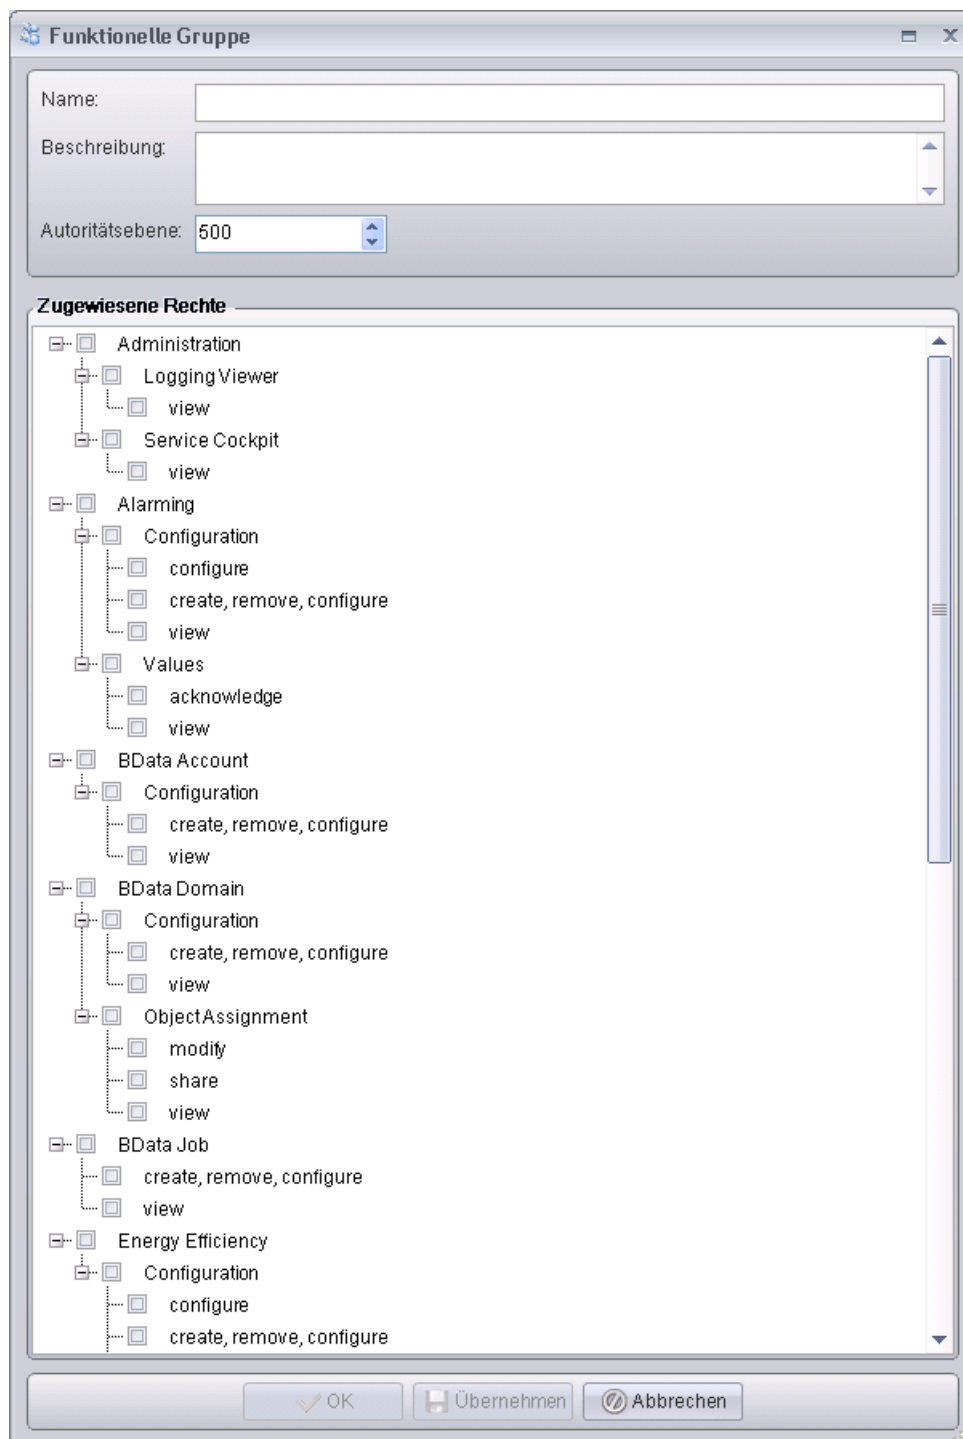 Funktionelle Gruppe
Name:
Beschreibung:
Autoritätsebene: 500
Zugewiesene Rechte
Administration
Logging Viewer
view
Service Cockpit
view
Alarming
Configuration
configure
create, remove, configure
view
Values
acknowledge
view
BData Account
Configuration
create, remove, configure
view
BData Domain
Configuration
create, remove, configure
view
Object Assignment
modify
share
view
BData Job
create, remove, configure
view
Energy Efficiency
Configuration
configure
create, remove, configure
OK Übernehmen Abbrechen